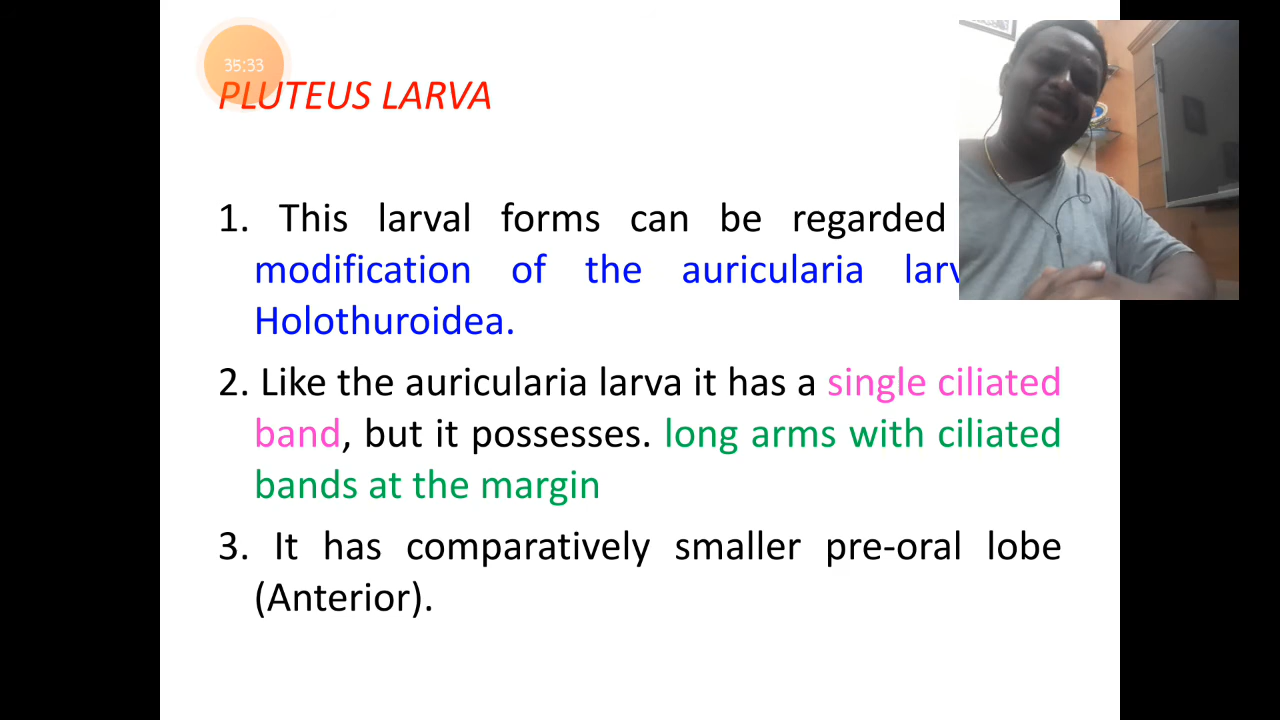 35:33
PLUTEUS LARVA
1. This larval forms can be regarded
modification of the auricularia
Holothuroidea.
2. Like the auricularia larva it has a single ciliated
band, but it possesses. long arms with ciliated
bands at the margin
3. It has comparatively smaller pre-oral lobe
(Anterior).